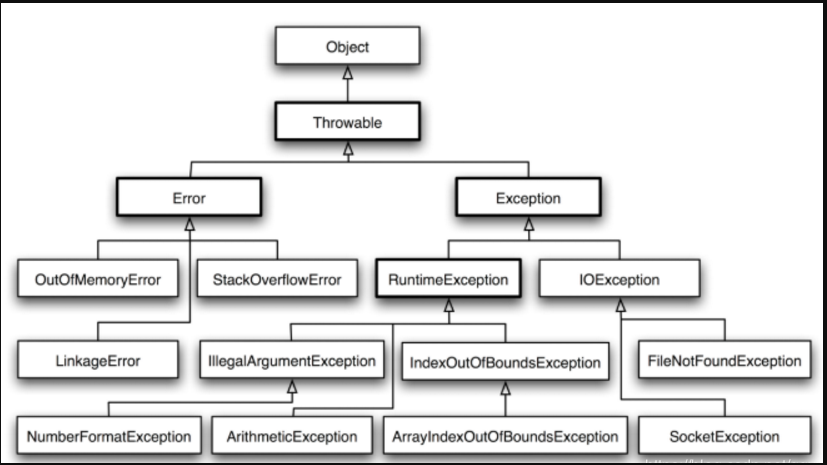 Object
Throwable
Error
Exception
OutOfMemoryError
StackOverflowError
RuntimeException
IOException
LinkageError
IllegalArgumentException
IndexOutOfBoundsException
FileNotFoundException
NumberFormatException
ArithmeticException
ArrayIndexOutOfBoundsException
SocketException